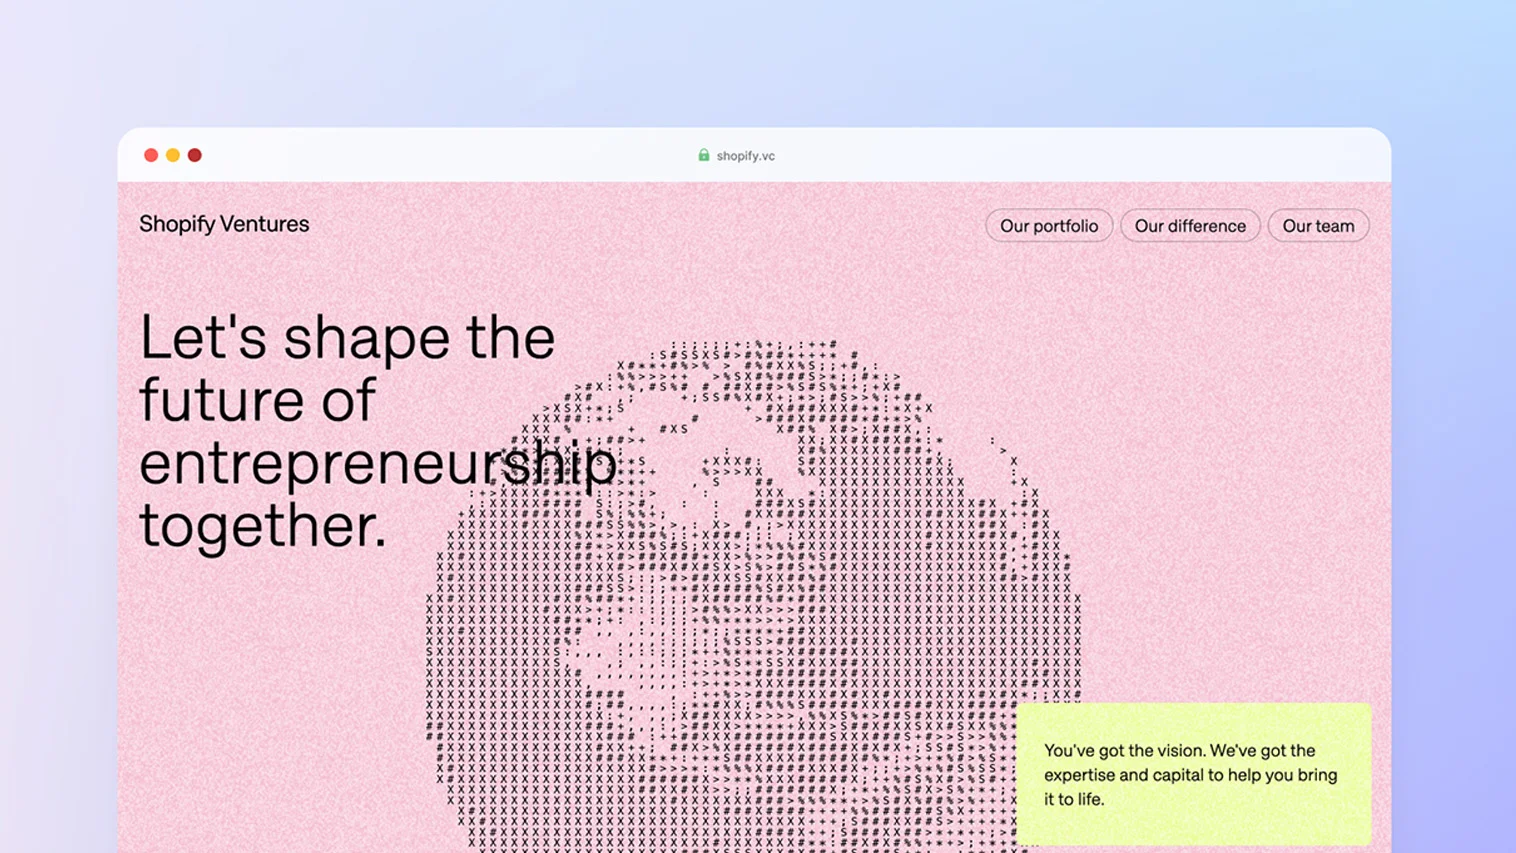 shopify.vc
Shopify Ventures
Our portfolio
Our difference
Our team
Let's shape the
future of
entrepreneurship
together.
You've got the vision. We've got the
expertise and capital to help you bring
it to life.